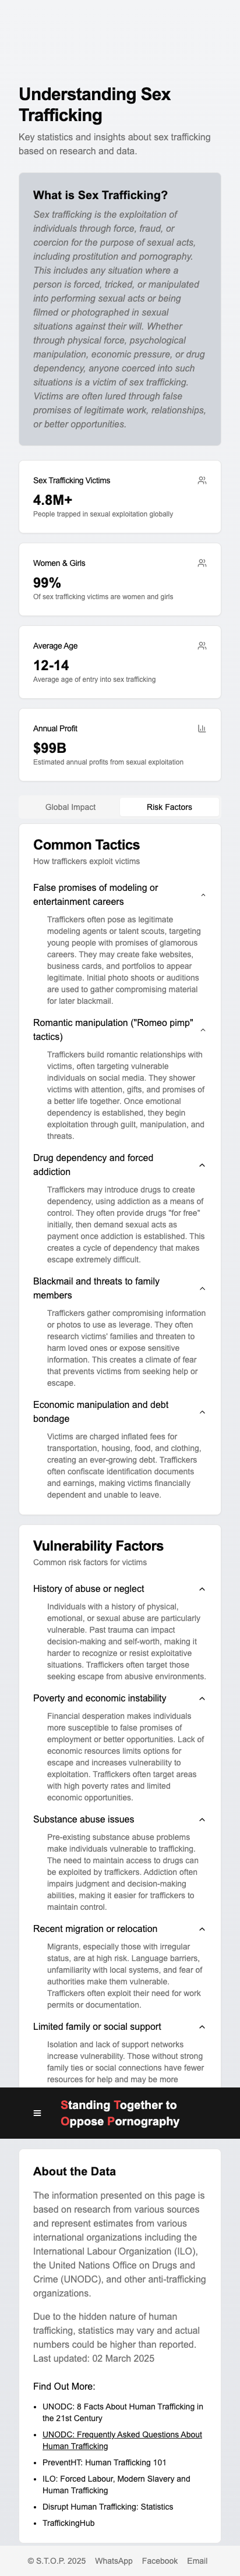 Understanding Sex
Trafficking
Key statistics and insights about sex trafficking
based on research and data.
What is Sex Trafficking?
Sex trafficking is the exploitation of
individuals through force, fraud, or
coercion for the purpose of sexual acts,
including prostitution and pornography.
This includes any situation where a
person is forced, tricked, or manipulated
into performing sexual acts or being
filmed or photographed in sexual
situations against their will. Whether
through physical force, psychological
manipulation, economic pressure, or drug
dependency, anyone coerced into such
situations is a victim of sex trafficking.
Victims are often lured through false
promises of legitimate work, relationships,
or better opportunities.
Sex Trafficking Victims
4.8M+
People trapped in sexual exploitation globally
Women & Girls
99%
Of sex trafficking victims are women and girls
Average Age
12-14
Average age of entry into sex trafficking
Annual Profit
$99B
Estimated annual profits from sexual exploitation
Global Impact
Risk Factors
Common Tactics
How traffickers exploit victims
False promises of modeling or
entertainment careers
Traffickers often pose as legitimate
modeling agents or talent scouts, targeting
young people with promises of glamorous
careers. They may create fake websites,
business cards, and portfolios to appear
legitimate. Initial photo shoots or auditions
are used to gather compromising material
for later blackmail.
Romantic manipulation ("Romeo pimp"
tactics)
Traffickers build romantic relationships with
victims, often targeting vulnerable
individuals on social media. They shower
victims with attention, gifts, and promises of
a better life together. Once emotional
dependency is established, they begin
exploitation through guilt, manipulation, and
threats.
Drug dependency and forced
addiction
Traffickers may introduce drugs to create
dependency, using addiction as a means of
control. They often provide drugs "for free"
initially, then demand sexual acts as
payment once addiction is established. This
creates a cycle of dependency that makes
escape extremely difficult.
Blackmail and threats to family
members
Traffickers gather compromising information
or photos to use as leverage. They often
research victims' families and threaten to
harm loved ones or expose sensitive
information. This creates a climate of fear
that prevents victims from seeking help or
escape.
Economic manipulation and debt
bondage
Victims are charged inflated fees for
transportation, housing, food, and clothing,
creating an ever-growing debt. Traffickers
often confiscate identification documents
and earnings, making victims financially
dependent and unable to leave.
Vulnerability Factors
Common risk factors for victims
History of abuse or neglect
Individuals with a history of physical,
emotional, or sexual abuse are particularly
vulnerable. Past trauma can impact
decision-making and self-worth, making it
harder to recognize or resist exploitative
situations. Traffickers often target those
seeking escape from abusive environments.
Poverty and economic instability
Financial desperation makes individuals
more susceptible to false promises of
employment or better opportunities. Lack of
economic resources limits options for
escape and increases vulnerability to
exploitation. Traffickers often target areas
with high poverty rates and limited
economic opportunities.
Substance abuse issues
Pre-existing substance abuse problems
make individuals vulnerable to trafficking.
The need to maintain access to drugs can
be exploited by traffickers. Addiction often
impairs judgment and decision-making
abilities, making it easier for traffickers to
maintain control.
Recent migration or relocation
Migrants, especially those with irregular
status, are at high risk. Language barriers,
unfamiliarity with local systems, and fear of
authorities make them vulnerable.
Traffickers often exploit their need for work
permits or documentation.
Limited family or social support
Isolation and lack of support networks
increase vulnerability. Those without strong
family ties or social connections have fewer
resources for help and may be more
Standing Together to
Oppose Pornography
About the Data
The information presented on this page is
based on research from various sources
and represent estimates from various
international organizations including the
International Labour Organization (ILO),
the United Nations Office on Drugs and
Crime (UNODC), and other anti-trafficking
organizations.
Due to the hidden nature of human
trafficking, statistics may vary and actual
numbers could be higher than reported.
Last updated: 02 March 2025
Find Out More:
• UNODC: 8 Facts About Human Trafficking in
the 21st Century
• UNODC: Frequently Asked Questions About
Human Trafficking
• PreventHT: Human Trafficking 101
• ILO: Forced Labour, Modern Slavery and
Human Trafficking
• Disrupt Human Trafficking: Statistics
• TraffickingHub
© S.T.O.P. 2025 WhatsApp Facebook Email